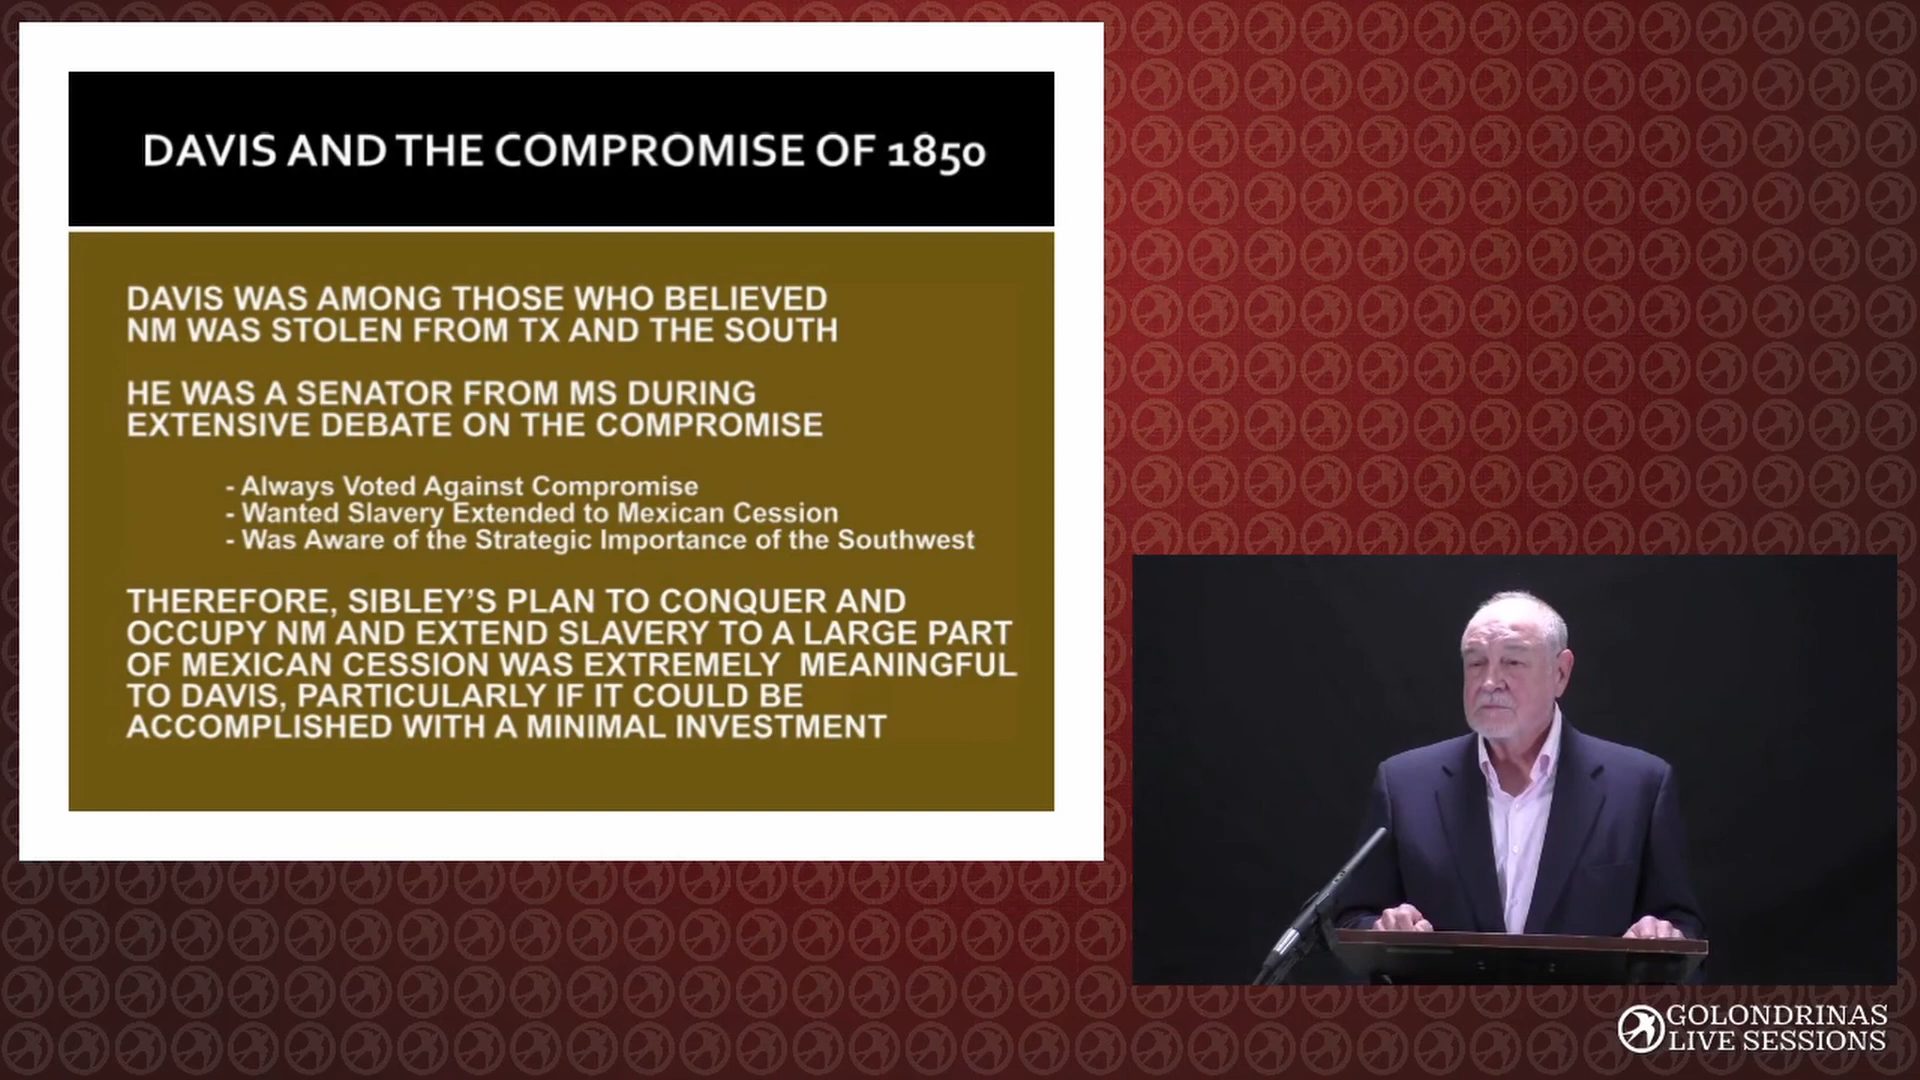 DAVIS AND THE COMPROMISE OF 1850
DAVIS WAS AMONG THOSE WHO BELIEVED
NM WAS STOLEN FROM TX AND THE SOUTH
HE WAS A SENATOR FROM MS DURING
EXTENSIVE DEBATE ON THE COMPROMISE
- Always Voted Against Compromise
- Wanted Slavery Extended to Mexican Cession
- Was Aware of the Strategic Importance of the Southwest
THEREFORE, SIBLEY'S PLAN TO CONQUER AND
OCCUPY NM AND EXTEND SLAVERY TO A LARGE PART
OF MEXICAN CESSION WAS EXTREMELY MEANINGFUL
TO DAVIS, PARTICULARLY IF IT COULD BE
ACCOMPLISHED WITH A MINIMAL INVESTMENT
GOLONDRINAS
LIVE SESSIONS